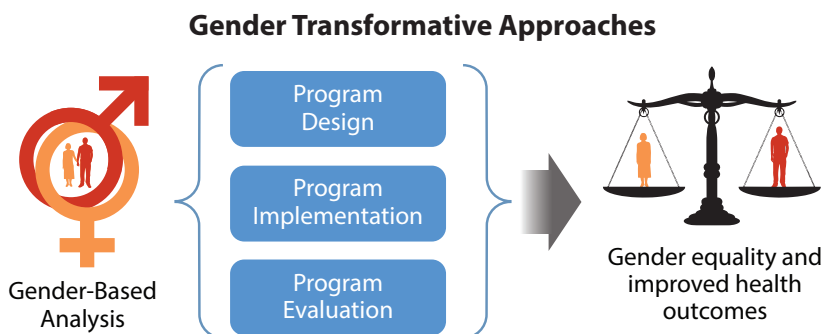 Gender Transformative Approaches
Gender-Based
Analysis
Program
Design
Program
Implementation
Program
Evaluation
Gender equality and
improved health
outcomes